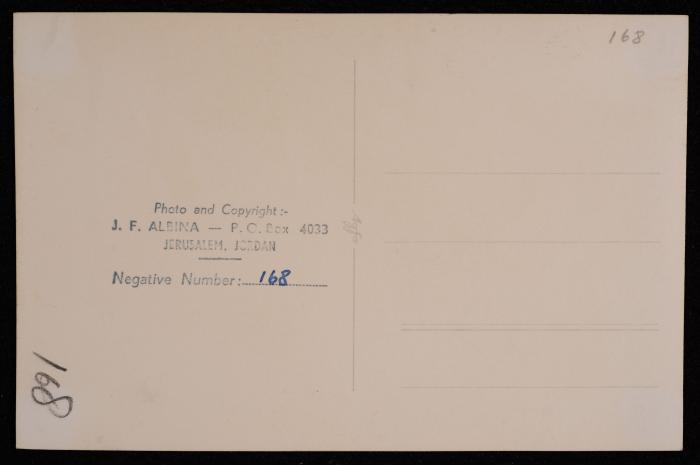 168
Photo and Copyright:-
J. F. ALBINA — P. O. Box 4033
JERUSALEM, JORDAN
Negative Number: 168
168